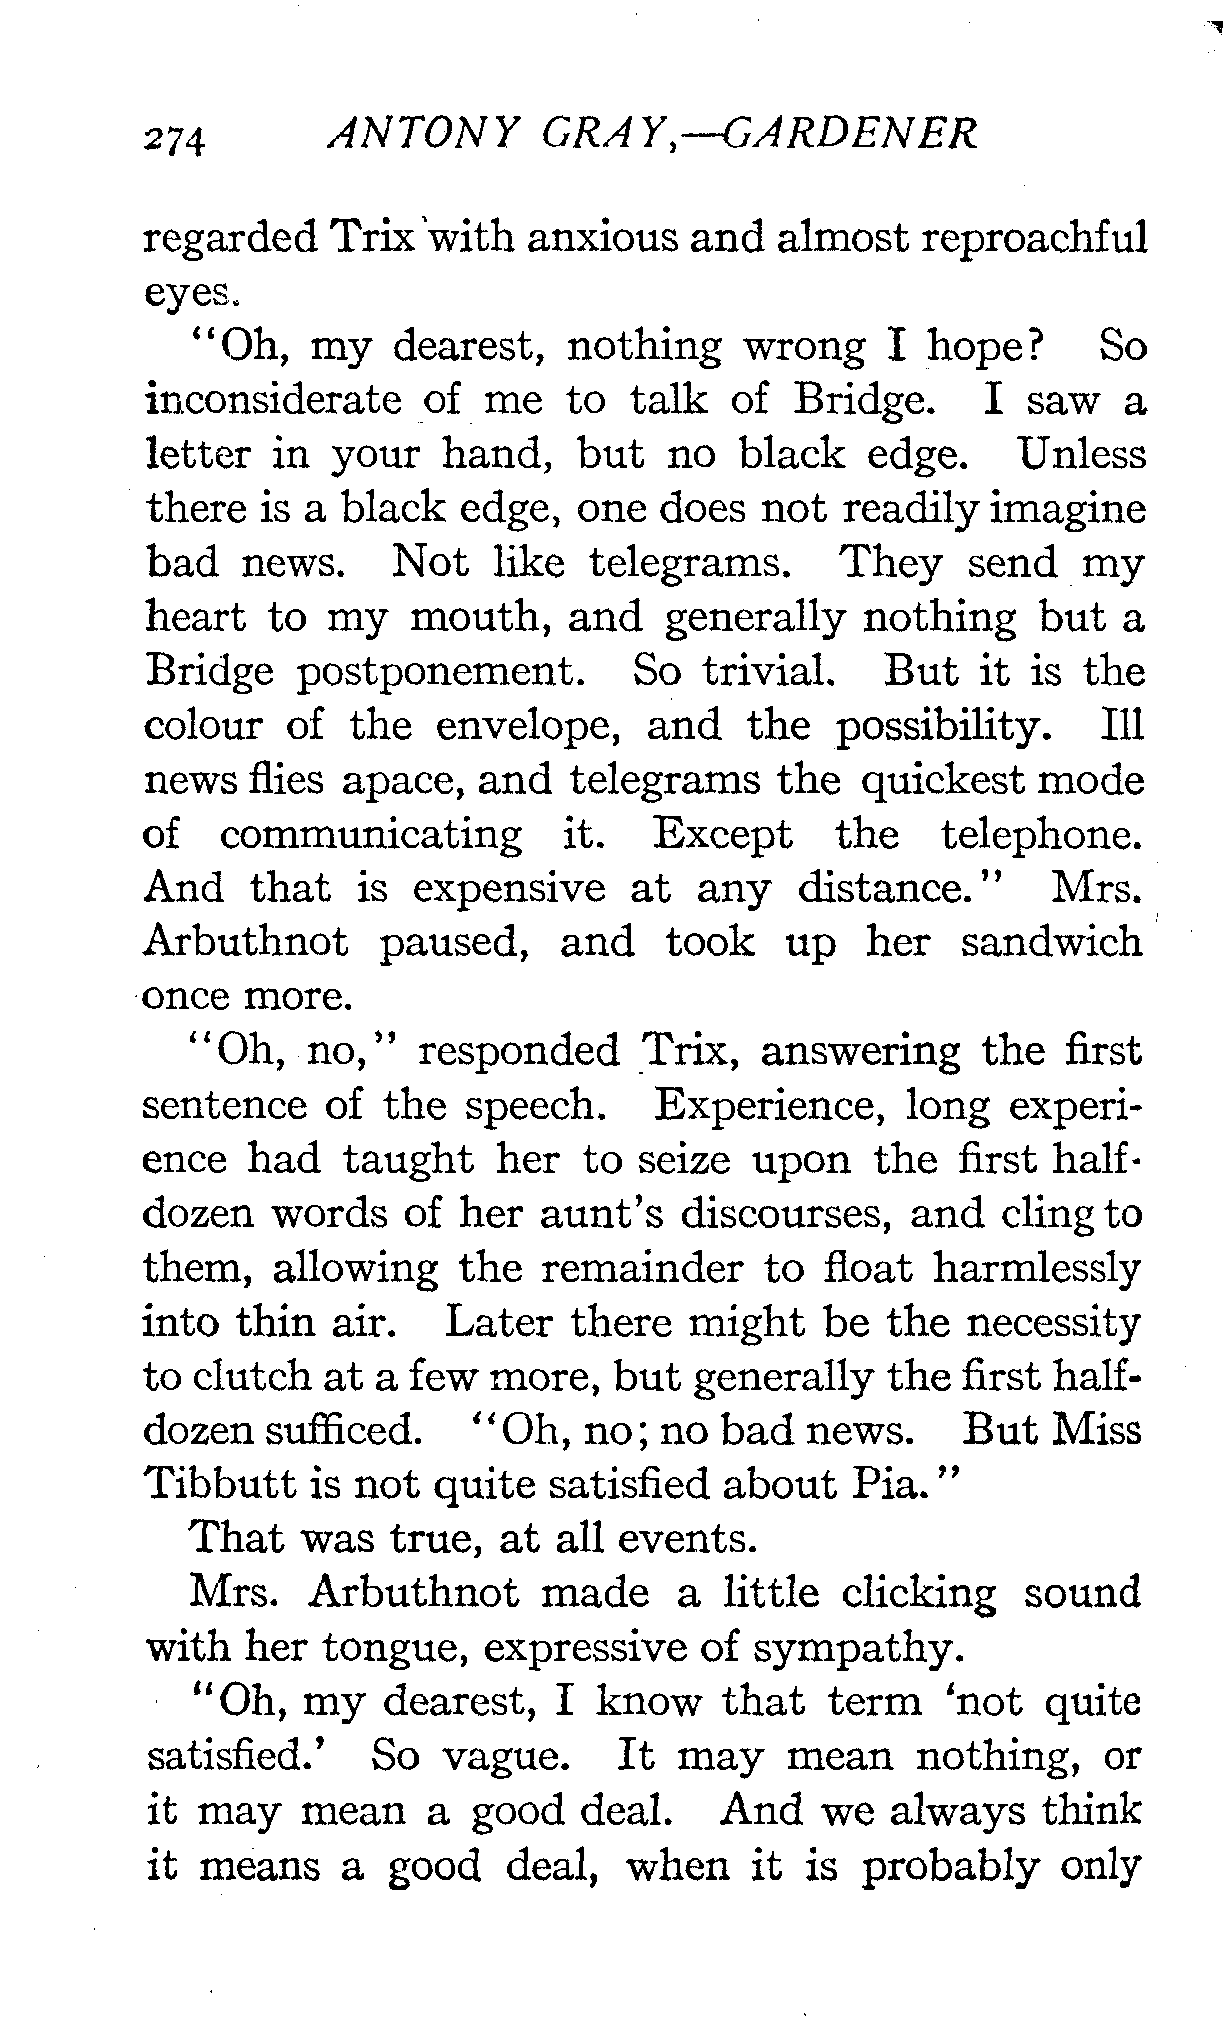 274 ANTONY GRAY,—GARDENER
regarded Trix with anxious and almost reproachful
eyes.
"Oh, my dearest, nothing wrong I hope? So
inconsiderate of me to talk of Bridge. I saw a
letter in your hand, but no black edge. Unless
there is a black edge, one does not readily imagine
bad news. Not like telegrams. They send my
heart to my mouth, and generally nothing but a
Bridge postponement. So trivial. But it is the
colour of the envelope, and the possibility. Ill
news flies apace, and telegrams the quickest mode
of communicating it. Except the telephone.
And that is expensive at any distance." Mrs.
Arbuthnot paused, and took up her sandwich
once more.
"Oh, no," responded Trix, answering the first
sentence of the speech. Experience, long experi-
ence had taught her to seize upon the first half-
dozen words of her aunt's discourses, and cling to
them, allowing the remainder to float harmlessly
into thin air. Later there might be the necessity
to clutch at a few more, but generally the first half-
dozen sufficed. "Oh, no; no bad news. But Miss
Tibbutt is not quite satisfied about Pia."
That was true, at all events.
Mrs. Arbuthnot made a little clicking sound
with her tongue, expressive of sympathy.
"Oh, my dearest, I know that term 'not quite
satisfied.' So vague. It may mean nothing, or
it may mean a good deal. And we always think
it means a good deal, when it is probably only